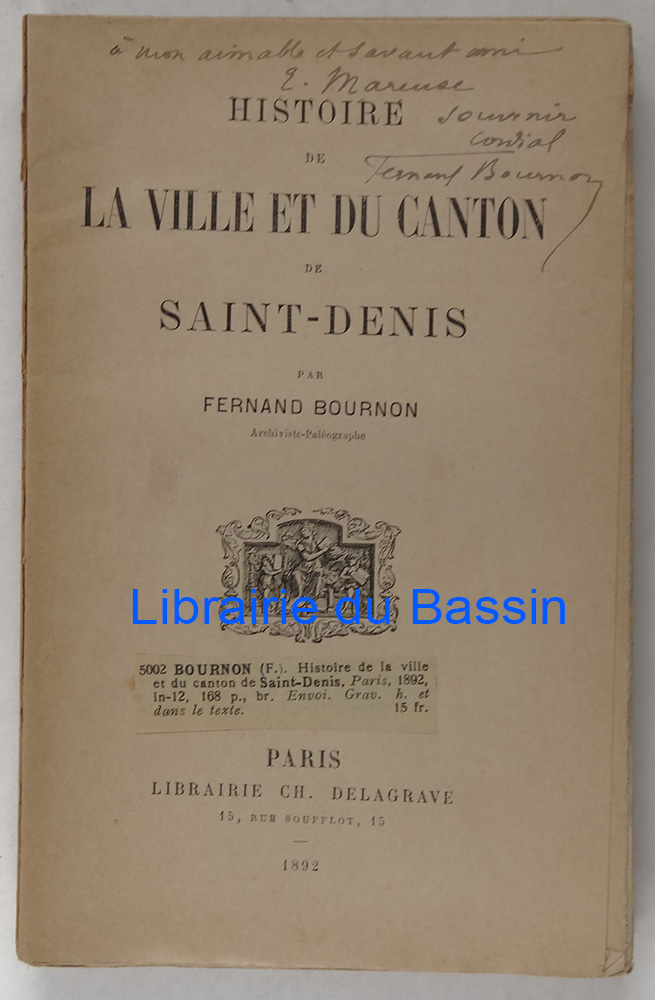 à mon aimable et savant ami
E. Mareuse
souvenir
cordial
Fernand Bournon
HISTOIRE
DE
LA VILLE ET DU CANTON
DE
SAINT-DENIS
PAR
FERNAND BOURNON
Archiviste-Paléographe
Librairie du Bassin
5002 BOURNON (F.). Histoire de la ville
et du canton de Saint-Denis. Paris, 1892,
in-12, 168 p., br. Envoi. Grav. h. et
dans le texte. 15 fr.
PARIS
LIBRAIRIE CH. DELAGRAVE
15, RUE SOUFFLOT, 15
1892